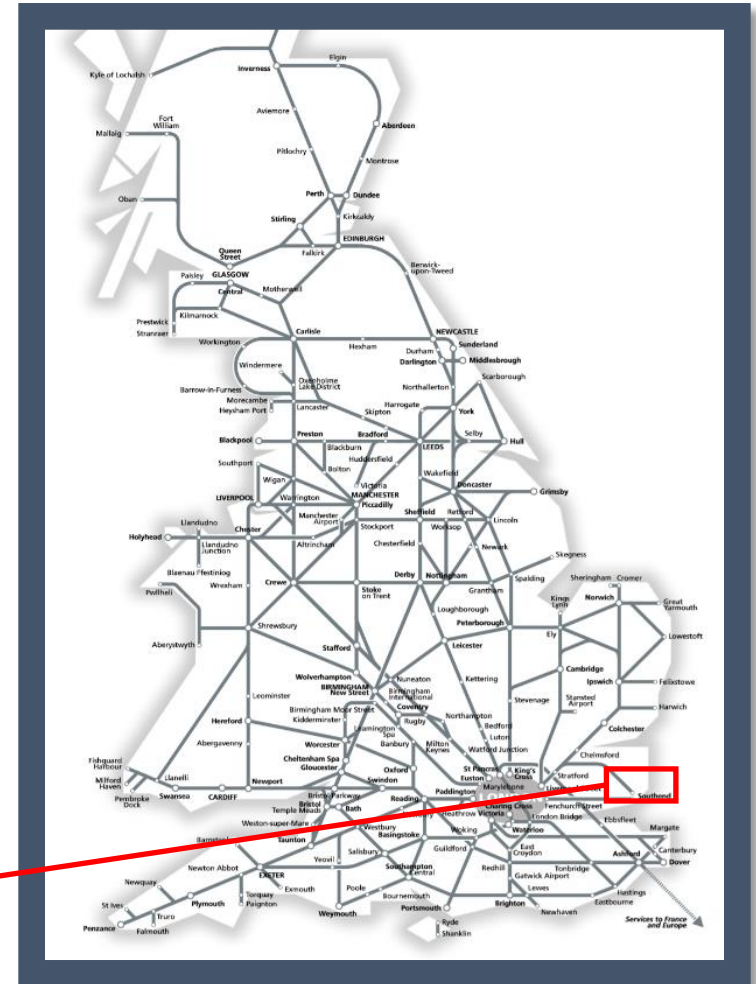 Elgin
Inverness
Kyle of Lochalsh
Aviemore
Fort
William
Mallaig
Aberdeen
Pitlochry
Montrose
Perth
Dundee
Oban
Stirling
Kirkcaldy
EDINBURGH
Queen
Street
Falkirk
Berwick-
upon-Tweed
Paisley
GLASGOW
Central
Motherwell
Prestwick
Kilmarnock
Stranraer
Carlisle
NEWCASTLE
Workington
Hexham
Sunderland
Durham
Darlington
Middlesbrough
Windermere
Scarborough
Oxenholme
Lake District
Barrow-in-Furness
Northallerton
Morecambe
Heysham Port
Lancaster
Harrogate
York
Skipton
Preston
Bradford
Selby
Blackpool
Blackburn
LEEDS
Hull
Huddersfield
Southport
Bolton
Wakefield
Wigan
Victoria
Doncaster
MANCHESTER
Piccadilly
Grimsby
LIVERPOOL
Warrington
Manchester
Airport
Sheffield
Retford
Lincoln
Llandudno
Stockport
Worksop
Holyhead
Chester
Llandudno
Junction
Altrincham
Chesterfield
Newark
Skegness
Blaenau Ffestiniog
Pwllheli
Wrexham
Crewe
Stoke
on Trent
Derby
Nottingham
Grantham
Spalding
Sheringham
Cromer
Kings
Lynn
Norwich
Great
Yarmouth
Loughborough
Peterborough
Shrewsbury
Ely
Lowestoft
Aberystwyth
Stafford
Leicester
Wolverhampton
Cambridge
BIRMINGHAM
New Street
Nuneaton
Kettering
Ipswich
Felixstowe
Birmingham
International
Leominster
Stevenage
Stansted
Airport
Birmingham Moor Street
Coventry
Harwich
Kidderminster
Rugby
Northampton
Hereford
Leamington
Spa
Bedford
Colchester
Abergavenny
Worcester
Banbury
Milton
Keynes
Luton
Watford Junction
Chelmsford
Cheltenham Spa
Gloucester
Oxford
St Pancras
Euston
King's
Cross
Stratford
Fishguard
Harbour
Llanelli
Newport
Swindon
Marylebone
Liverpool Street
Southend
Milford
Haven
Pembroke
Dock
Swansea
CARDIFF
Bristol Parkway
Reading
Paddington
Fenchurch Street
Bristol
Temple Meads
Bath
Charing Cross
Heathrow
Victoria
London Bridge
Ebbsfleet
Weston-super-Mare
Westbury
Basingstoke
Woking
Waterloo
Margate
Taunton
Guildford
East
Croydon
Canterbury
Yeovil
Salisbury
Ashford
Dover
Newton Abbot
EXETER
Southampton
Central
Redhill
Tonbridge
Gatwick Airport
Newquay
Exmouth
Poole
Lewes
Hastings
St Ives
Torquay
Paignton
Bournemouth
Eastbourne
Plymouth
Portsmouth
Brighton
Newhaven
Truro
Weymouth
Penzance
Falmouth
Ryde
Shanklin
Services to France
and Europe